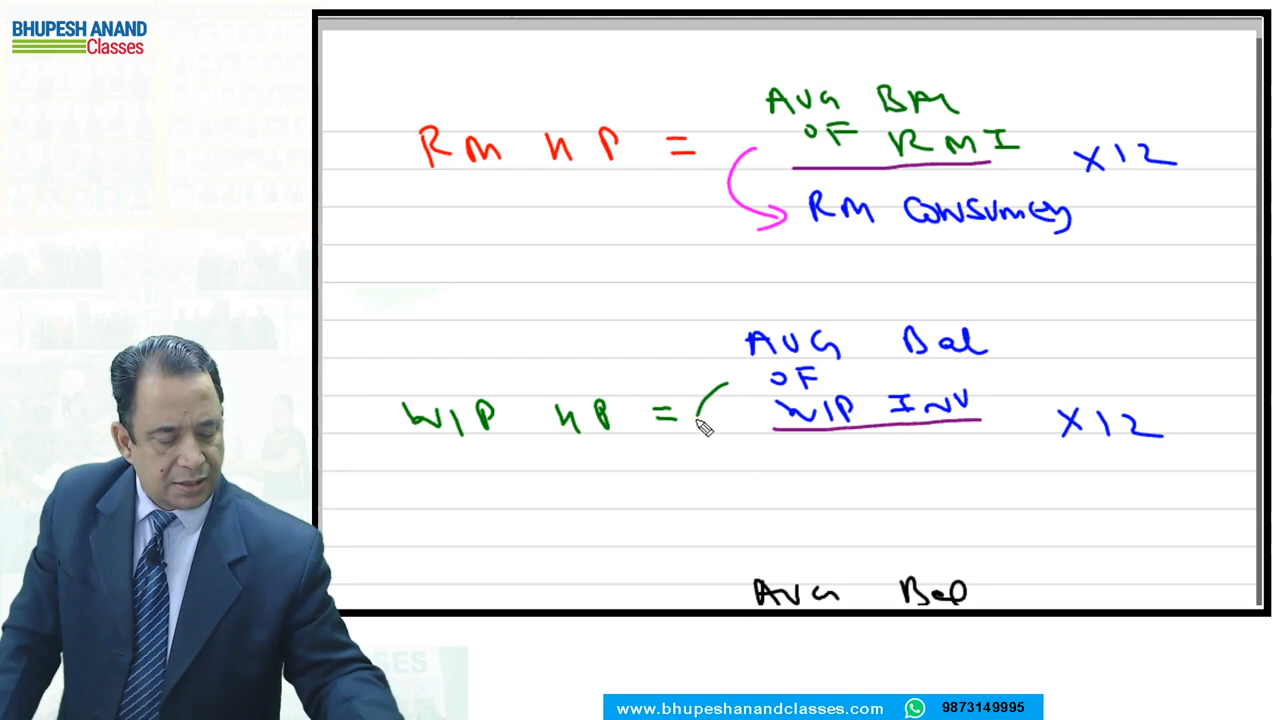 BHUPESH ANAND
Classes
AVG BAL
OF RMI
RM HP = X12
RM CONSUMED
AVG Bal
OF
WIP INV
WIP HP = X12
AVG Bal
www.bhupeshanandclasses.com 9873149995